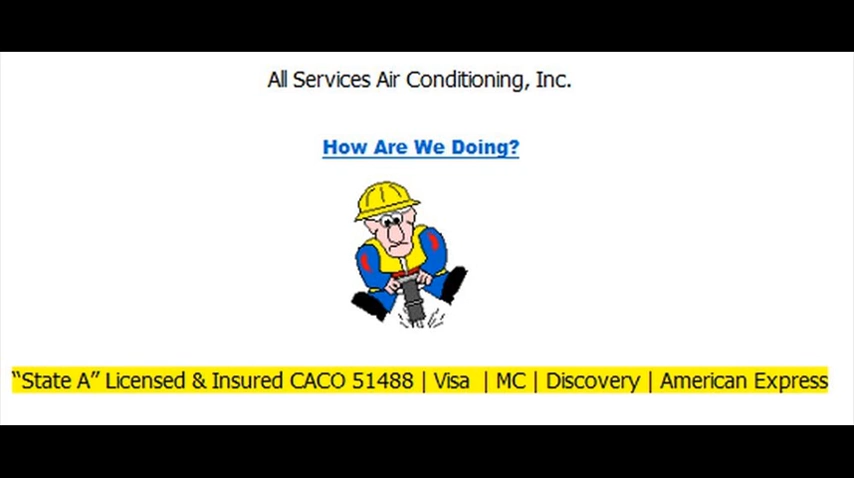 All Services Air Conditioning, Inc.
How Are We Doing?
“State A” Licensed & Insured CACO 51488 | Visa | MC | Discovery | American Express